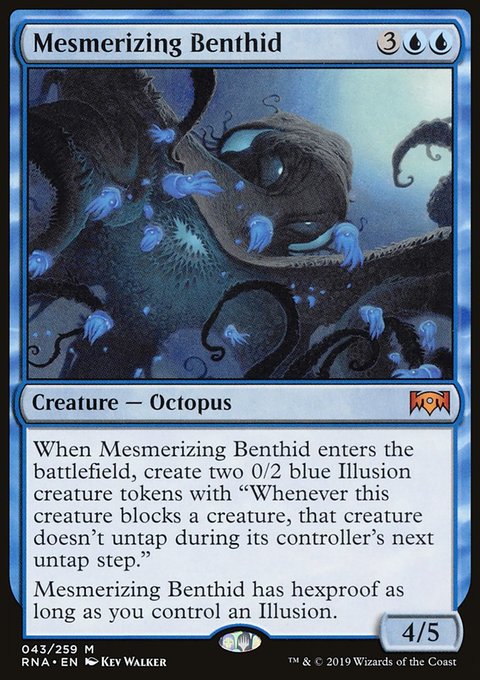 Mesmerizing Benthid 3
Creature — Octopus
When Mesmerizing Benthid enters the
battlefield, create two 0/2 blue Illusion
creature tokens with “Whenever this
creature blocks a creature, that creature
doesn’t untap during its controller’s next
untap step.”
Mesmerizing Benthid has hexproof as
long as you control an Illusion.
4/5
043/259 M
RNA • EN Kev Walker
™ & © 2019 Wizards of the Coast